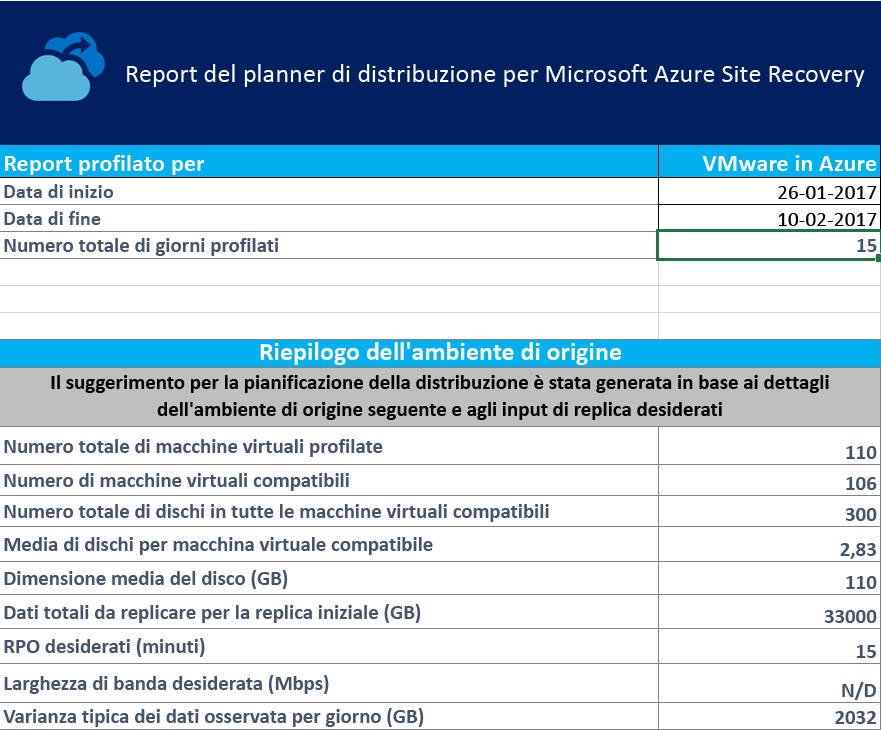 Report del planner di distribuzione per Microsoft Azure Site Recovery
Report profilato per VMware in Azure
Data di inizio 26-01-2017
Data di fine 10-02-2017
Numero totale di giorni profilati 15
Riepilogo dell'ambiente di origine
Il suggerimento per la pianificazione della distribuzione è stata generata in base ai dettagli
dell'ambiente di origine seguente e agli input di replica desiderati
Numero totale di macchine virtuali profilate 110
Numero di macchine virtuali compatibili 106
Numero totale di dischi in tutte le macchine virtuali compatibili 300
Media di dischi per macchina virtuale compatibile 2,83
Dimensione media del disco (GB) 110
Dati totali da replicare per la replica iniziale (GB) 33000
RPO desiderati (minuti) 15
Larghezza di banda desiderata (Mbps) N/D
Varianza tipica dei dati osservata per giorno (GB) 2032